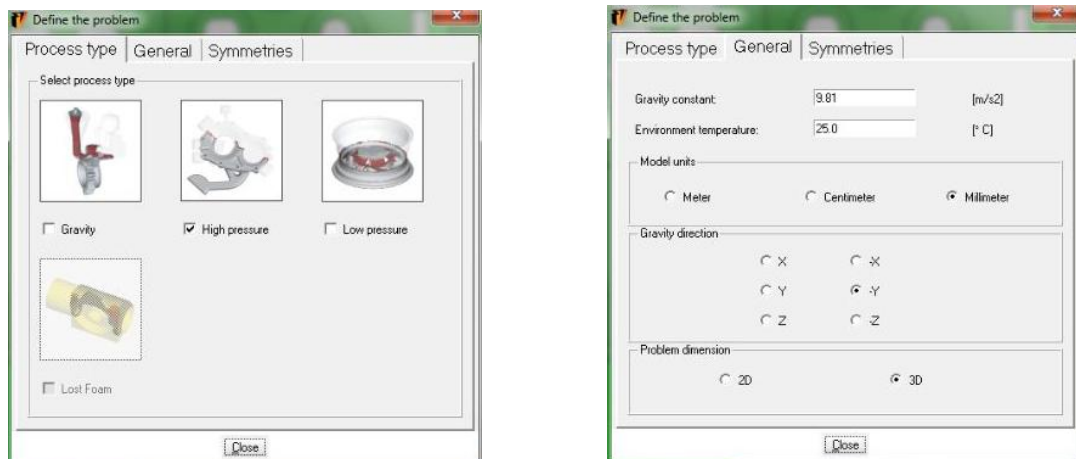 Define the problem
Process type General Symmetries
Select process type
Gravity High pressure Low pressure
Lost Foam
Close
Define the problem
Process type General Symmetries
Gravity constant: 9.81 [m/s2]
Environment temperature: 25.0 [° C]
Model units
Meter Centimeter Millimeter
Gravity direction
X -X
Y -Y
Z -Z
Problem dimension
2D 3D
Close